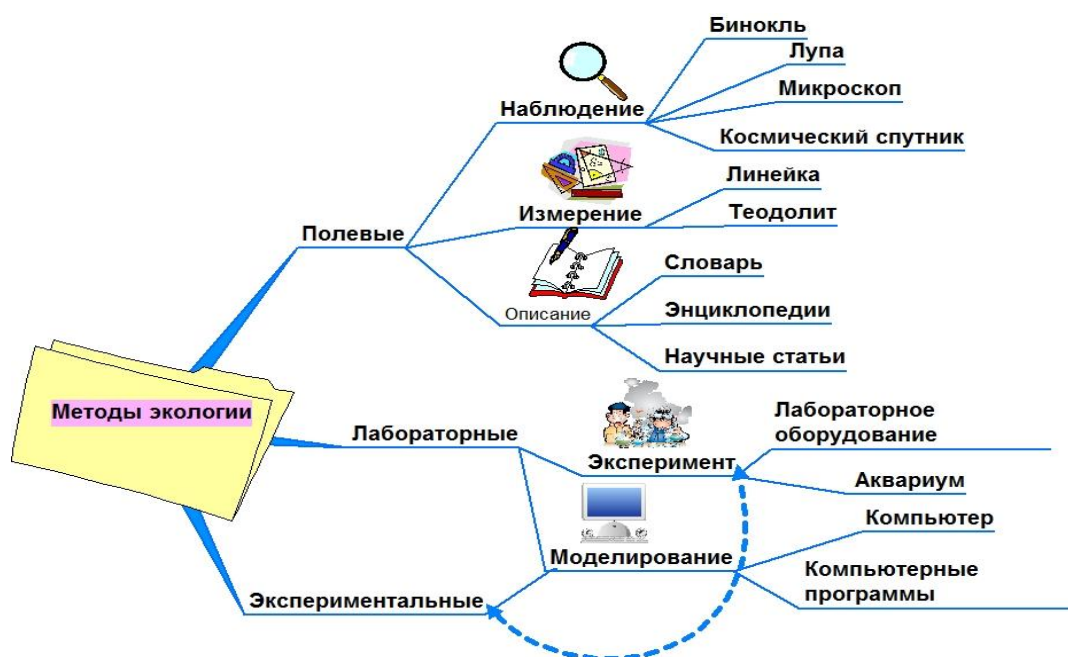 Методы экологии
Полевые
Наблюдение
Бинокль
Лупа
Микроскоп
Космический спутник
Измерение
Линейка
Теодолит
Описание
Словарь
Энциклопедии
Научные статьи
Лабораторные
Эксперимент
Лабораторное
оборудование
Аквариум
Моделирование
Компьютер
Компьютерные
программы
Экспериментальные